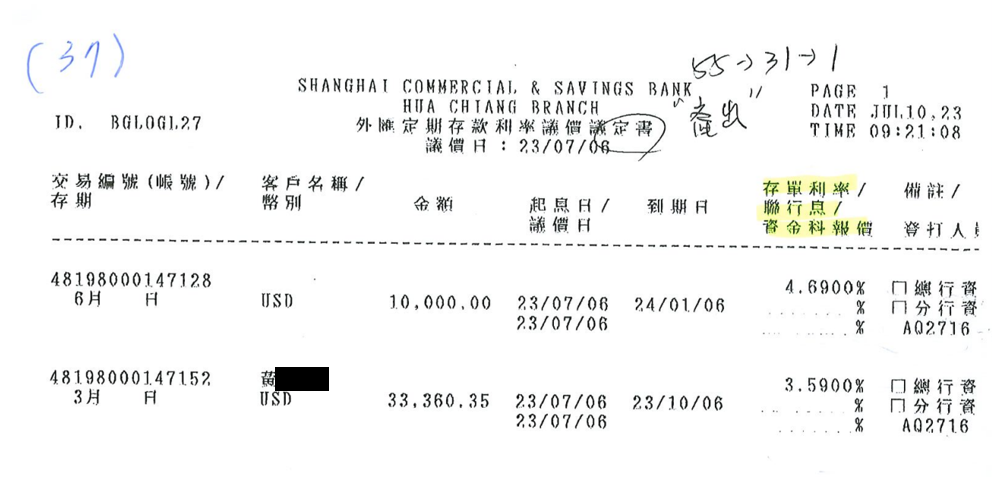 (37)
55→31→1
SHANGHAI COMMERCIAL & SAVINGS BANK
PAGE 1
HUA CHIANG BRANCH
DATE JUL10,23
ID. BGLOGL27
外匯定期存款利率議價議定書
TIME 09:21:08
議價日:23/07/06
交易編號(帳號)/ 客戶名稱/ 存單利率/ 備註/
存期 幣別 金額 起息日/ 到期日 聯行息/
議價日 資金科報價 登打人員
48198000147128 4.6900% 口總行資
6月 日 USD 10,000.00 23/07/06 24/01/06 % 口分行資
23/07/06 % AQ2716
48198000147152 黃 3.5900% 口總行資
3月 日 USD 33,360.35 23/07/06 23/10/06 % 口分行資
23/07/06 % AQ2716